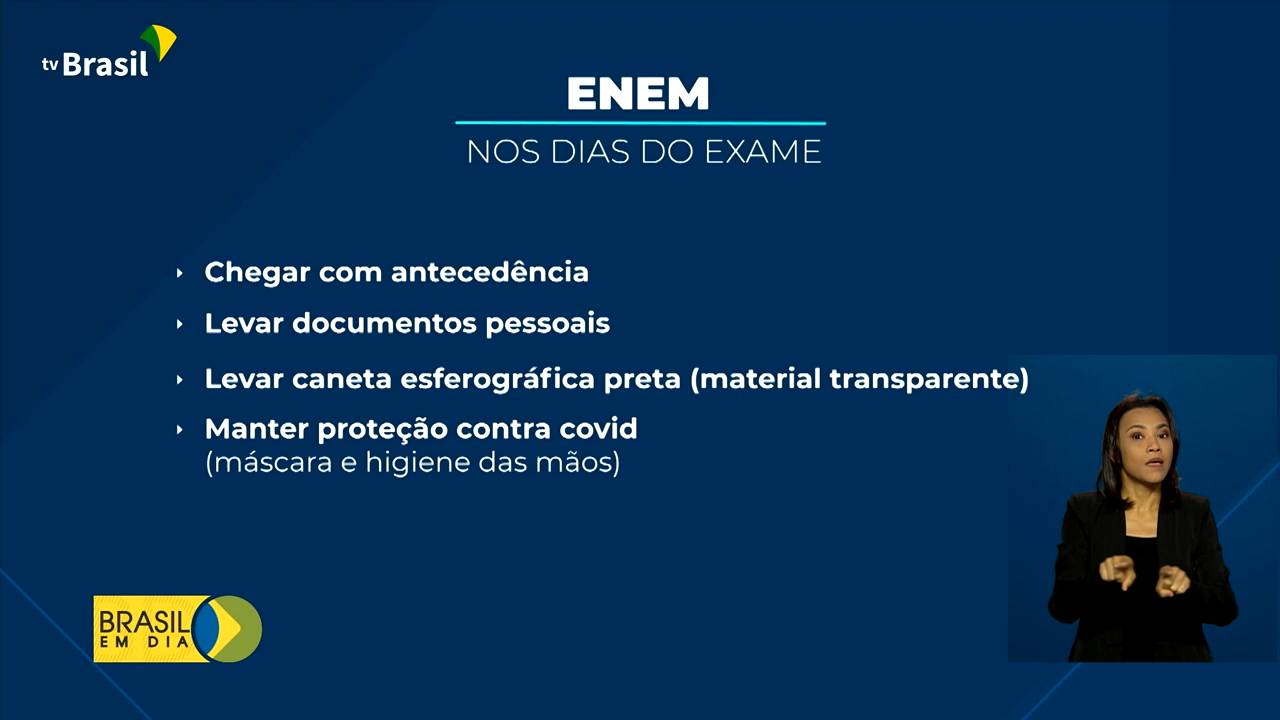 tv Brasil
ENEM
NOS DIAS DO EXAME
Chegar com antecedência
Levar documentos pessoais
Levar caneta esferográfica preta (material transparente)
Manter proteção contra covid
(máscara e higiene das mãos)
BRASIL
EM DIA